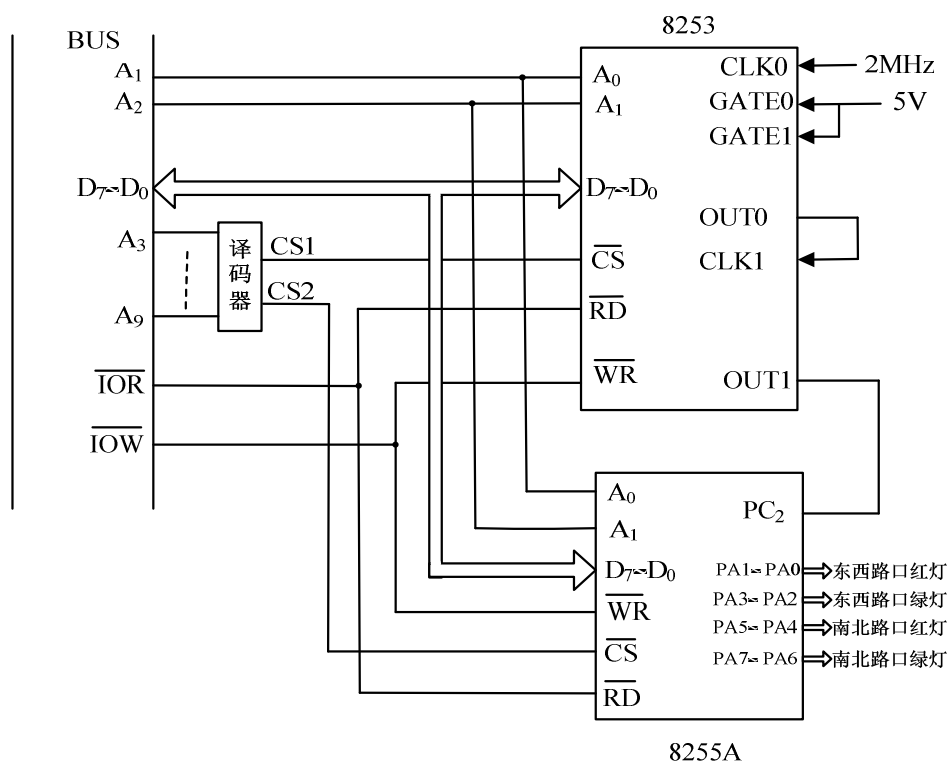 8253
BUS
A1
A2
D7~D0
A3
A9
IOR
IOW
译码器
CS1
CS2
A0
A1
D7~D0
CS
RD
WR
CLK0
2MHz
GATE0
5V
GATE1
OUT0
CLK1
OUT1
A0
A1
D7~D0
WR
CS
RD
PC2
PA1~PA0 东西路口红灯
PA3~PA2 东西路口绿灯
PA5~PA4 南北路口红灯
PA7~PA6 南北路口绿灯
8255A